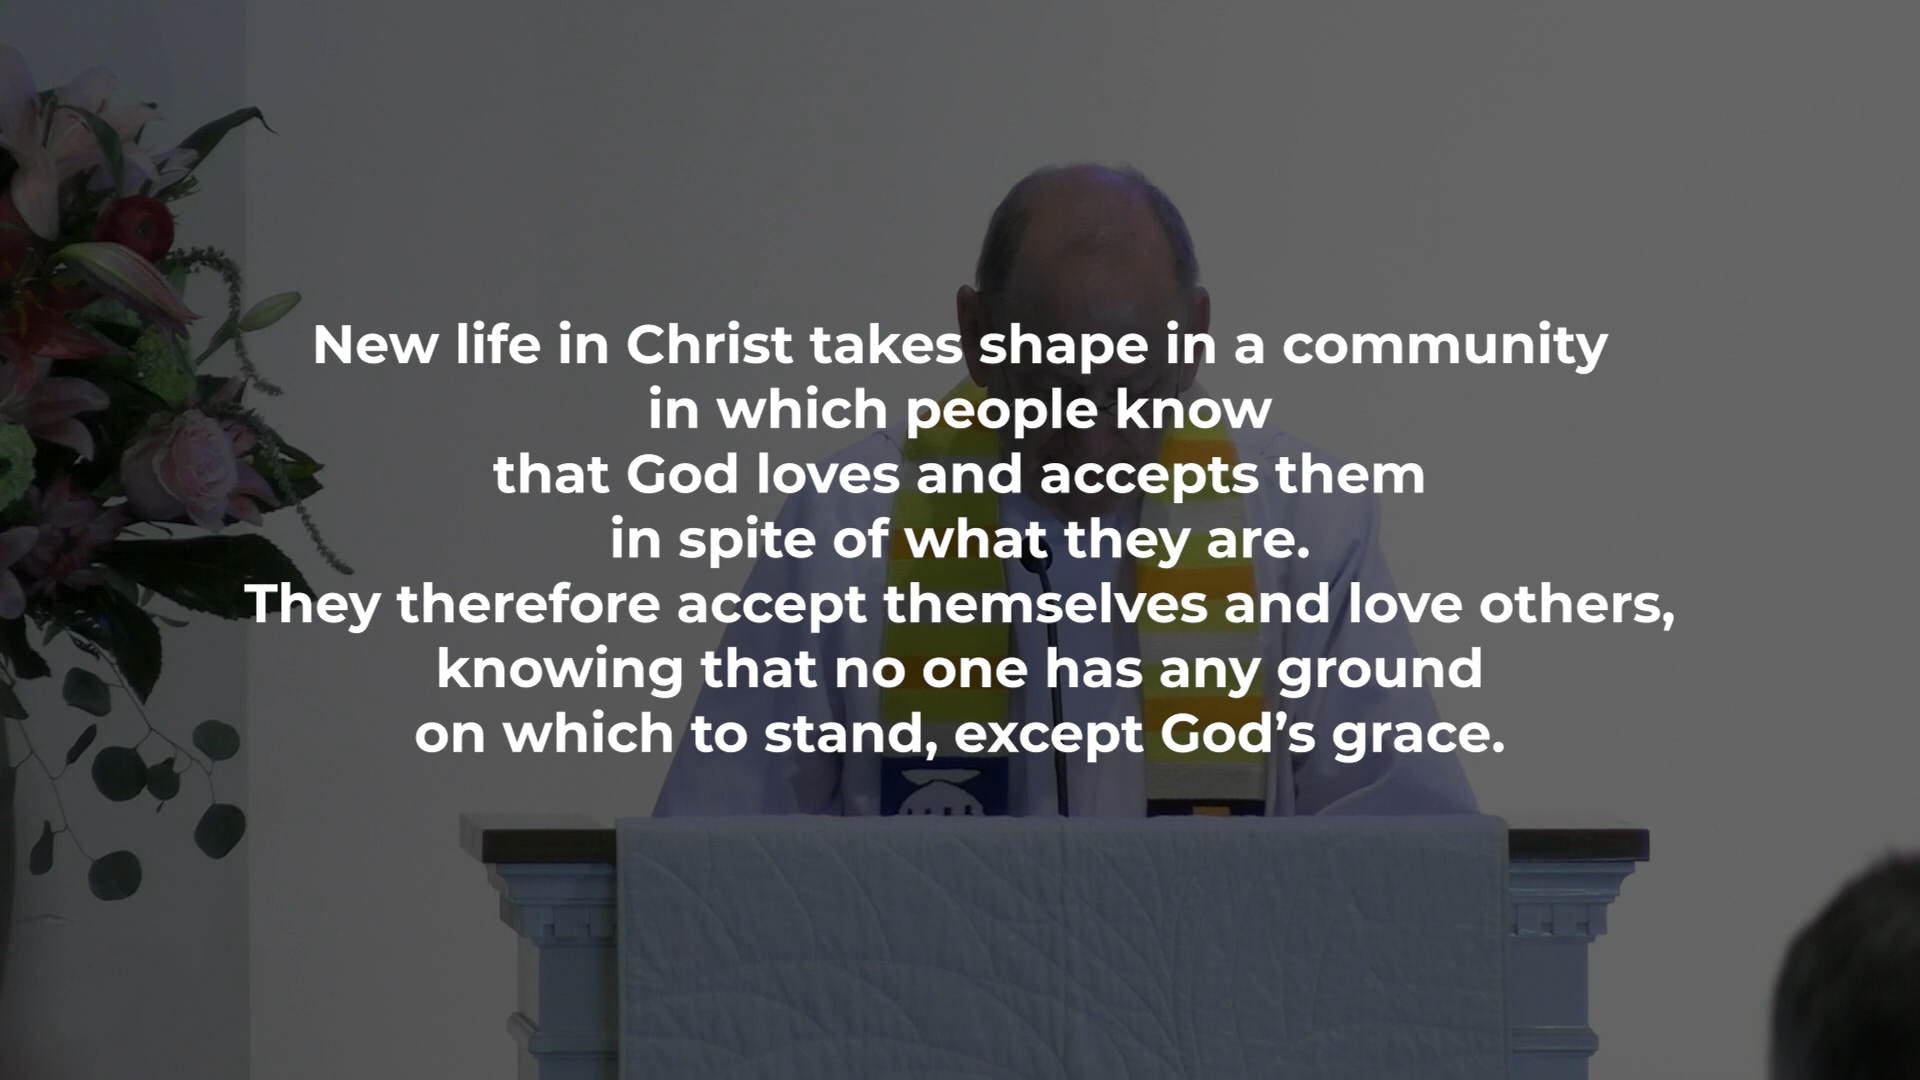 New life in Christ takes shape in a community
in which people know
that God loves and accepts them
in spite of what they are.
They therefore accept themselves and love others,
knowing that no one has any ground
on which to stand, except God’s grace.